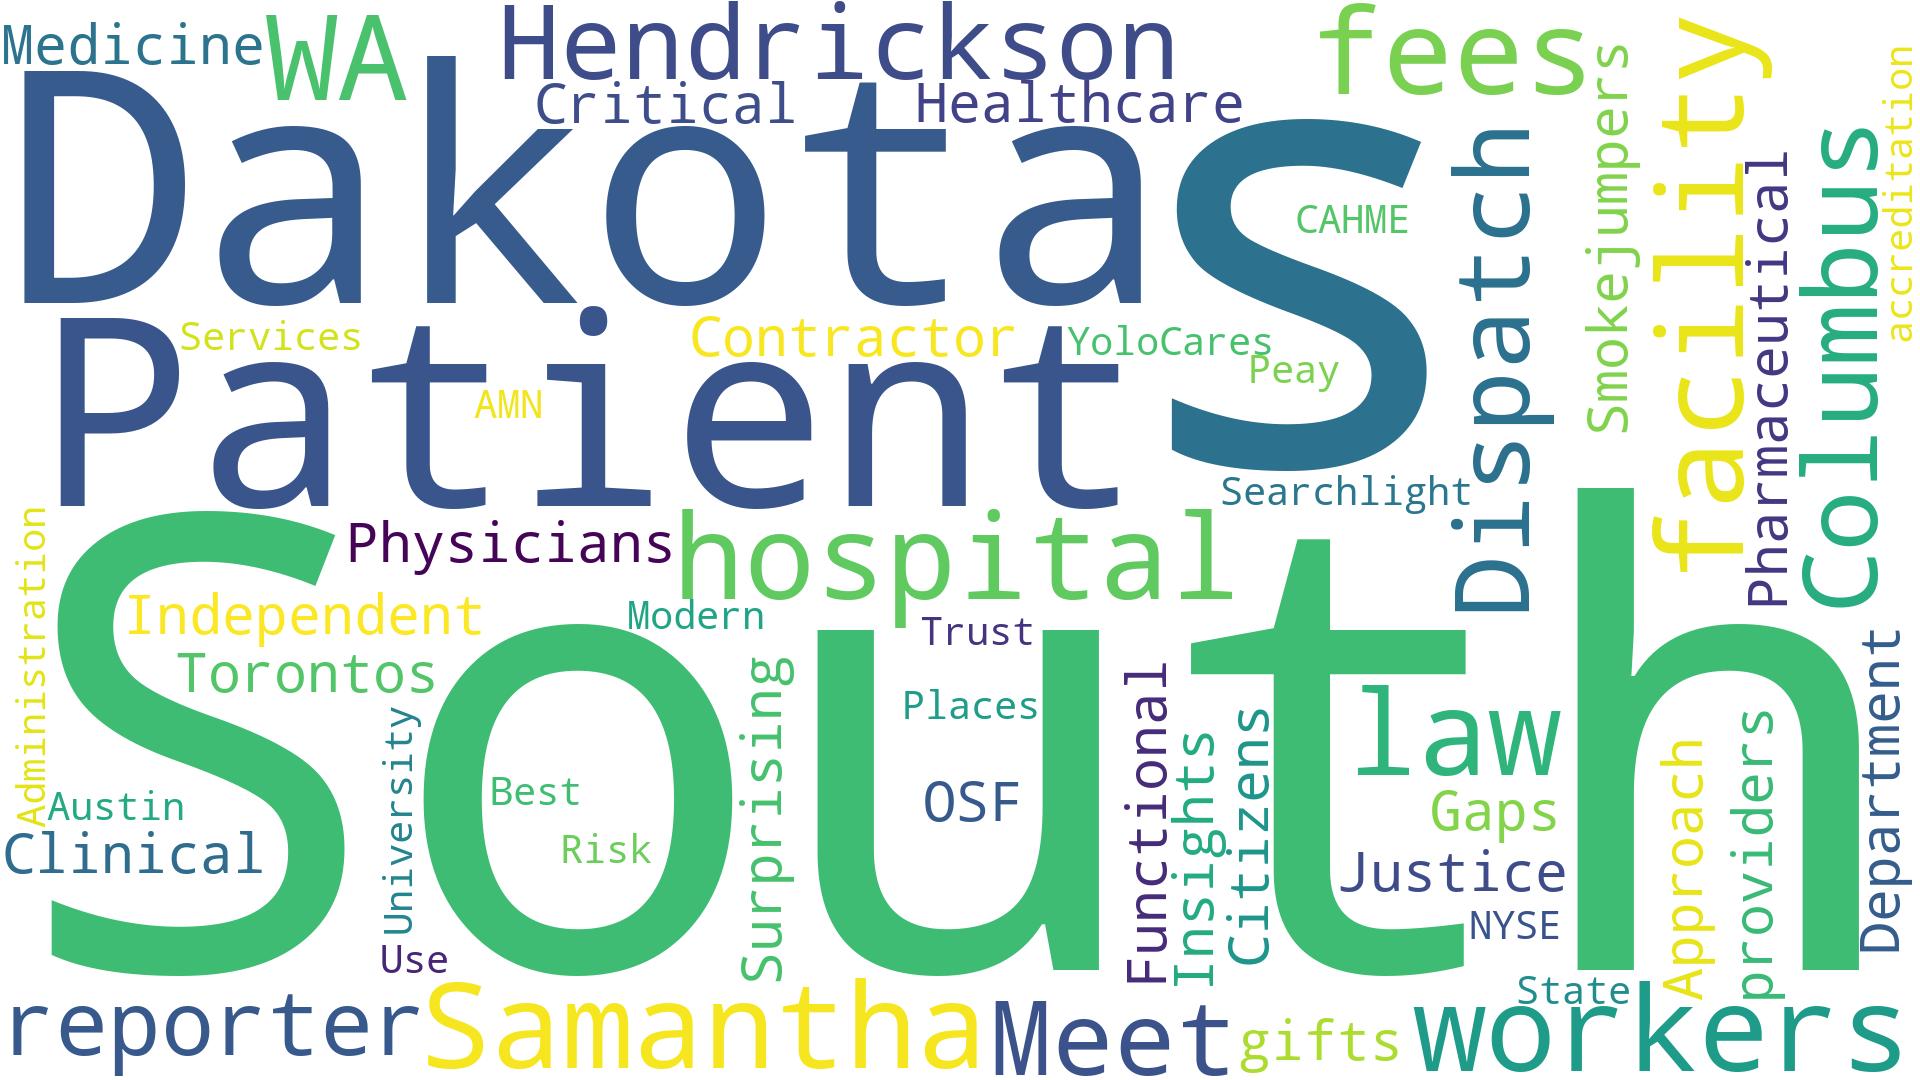 Medicine
WA
Hendrickson
fees
Critical
Healthcare
Dakota
s
CAHME
Dispatch
Smokejumpers
facility
Pharmaceutical
Columbus
accreditation
Services
Contractor
YoloCares
Peay
Patient
AMN
Searchlight
Administration
Physicians
hospital
Independent
Modern
Trust
Torontos
South
University
Surprising
Places
Functional
Insights
Citizens
law
Approach
providers
Department
Austin
Best
OSF
Gaps
Clinical
Risk
Justice
NYSE
Use
State
reporter
Samantha
Meet
gifts
workers